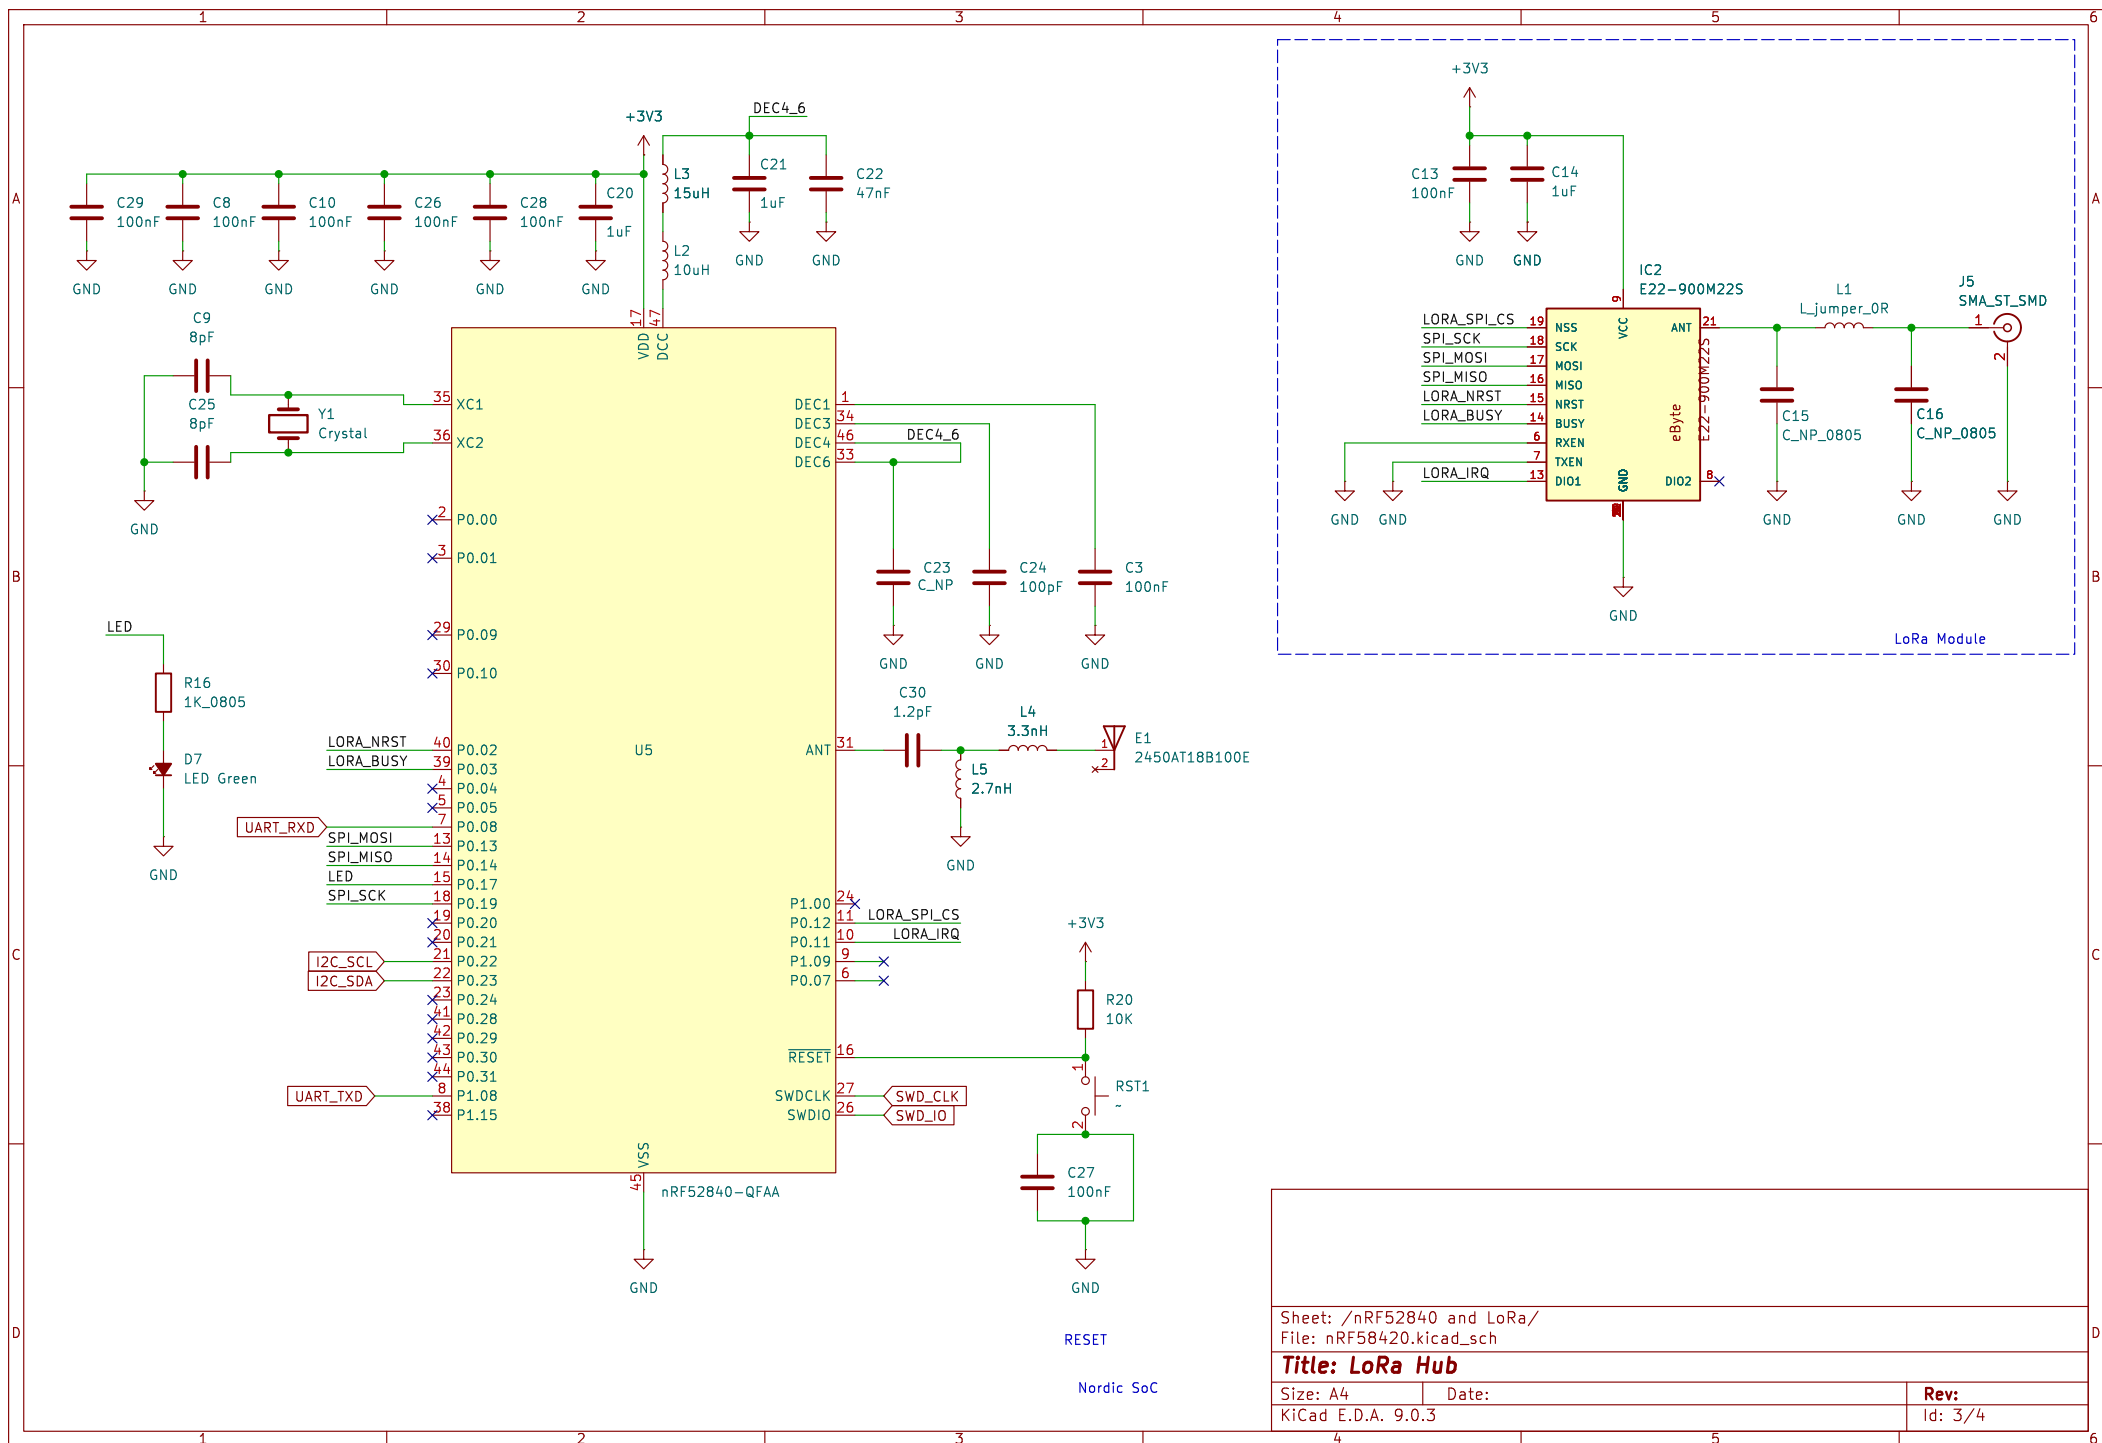 1 2 3 4 5 6
A
B
C
D
A
B
C
D
1 2 3 4 5 6
+3V3
DEC4_6
C29
100nF
GND
C8
100nF
GND
C10
100nF
GND
C26
100nF
GND
C28
100nF
GND
C20
1uF
GND
L3
15uH
L2
10uH
C21
1uF
GND
C22
47nF
GND
C9
8pF
C25
8pF
GND
Y1
Crystal
LED
R16
1K_0805
D7
LED Green
GND
U5
nRF52840-QFAA
17 VDD
47 DCC
35 XC1
36 XC2
2 P0.00
3 P0.01
29 P0.09
30 P0.10
LORA_NRST 40 P0.02
LORA_BUSY 39 P0.03
4 P0.04
5 P0.05
UART_RXD 7 P0.08
SPI_MOSI 13 P0.13
SPI_MISO 14 P0.14
LED 15 P0.17
SPI_SCK 18 P0.19
19 P0.20
20 P0.21
I2C_SCL 21 P0.22
I2C_SDA 22 P0.23
23 P0.24
41 P0.28
42 P0.29
43 P0.30
44 P0.31
UART_TXD 8 P1.08
38 P1.15
VSS 45
GND
DEC1 1
DEC3 34
DEC4 46 DEC4_6
DEC6 33
C23
C_NP
GND
C24
100pF
GND
C3
100nF
GND
ANT 31
C30
1.2pF
L4
3.3nH
L5
2.7nH
GND
1
2
E1
2450AT18B100E
P1.00 24
P0.12 11 LORA_SPI_CS
P0.11 10 LORA_IRQ
P1.09 9
P0.07 6
RESET 16
SWDCLK 27 SWD_CLK
SWDIO 26 SWD_IO
+3V3
R20
10K
1
RST1
~
2
C27
100nF
GND
RESET
Nordic SoC
+3V3
C13
100nF
GND
C14
1uF
GND
IC2
E22-900M22S
9 VCC
LORA_SPI_CS 19 NSS
SPI_SCK 18 SCK
SPI_MOSI 17 MOSI
SPI_MISO 16 MISO
LORA_NRST 15 NRST
LORA_BUSY 14 BUSY
6 RXEN
7 TXEN
LORA_IRQ 13 DIO1
GND
GND
ANT 21
DIO2 8
eByte
E22-900M22S
GND
GND
L1
L_jumper_0R
C15
C_NP_0805
GND
C16
C_NP_0805
GND
J5
SMA_ST_SMD
1
2
GND
LoRa Module
Sheet: /nRF52840 and LoRa/
File: nRF58420.kicad_sch
Title: LoRa Hub
Size: A4 Date: Rev:
KiCad E.D.A. 9.0.3 Id: 3/4